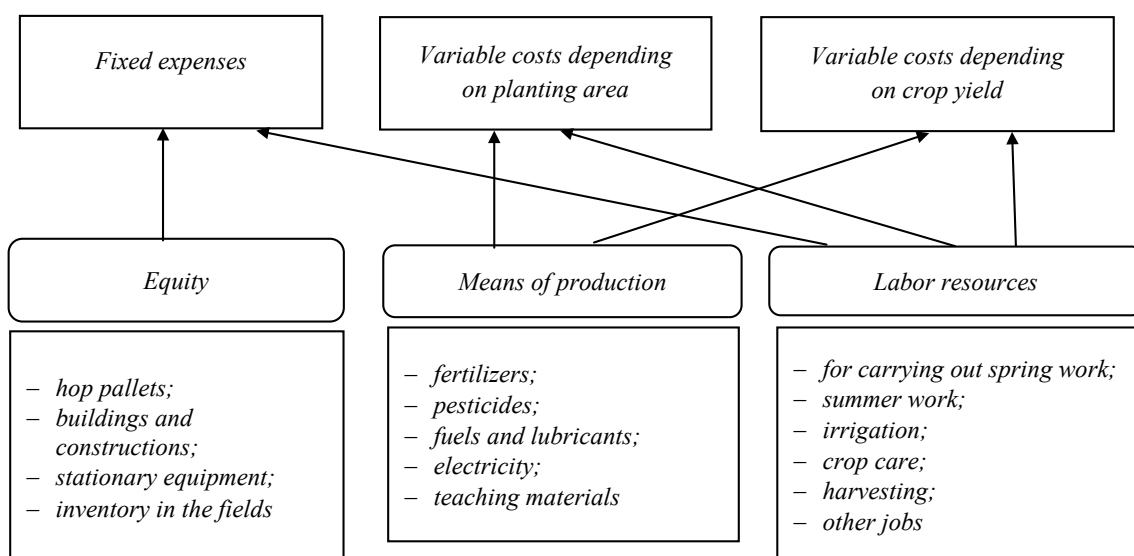 Fixed expenses
Variable costs depending
on planting area
Variable costs depending
on crop yield
Equity
Means of production
Labor resources
– hop pallets;
– buildings and
constructions;
– stationary equipment;
– inventory in the fields
– fertilizers;
– pesticides;
– fuels and lubricants;
– electricity;
– teaching materials
– for carrying out spring work;
– summer work;
– irrigation;
– crop care;
– harvesting;
– other jobs